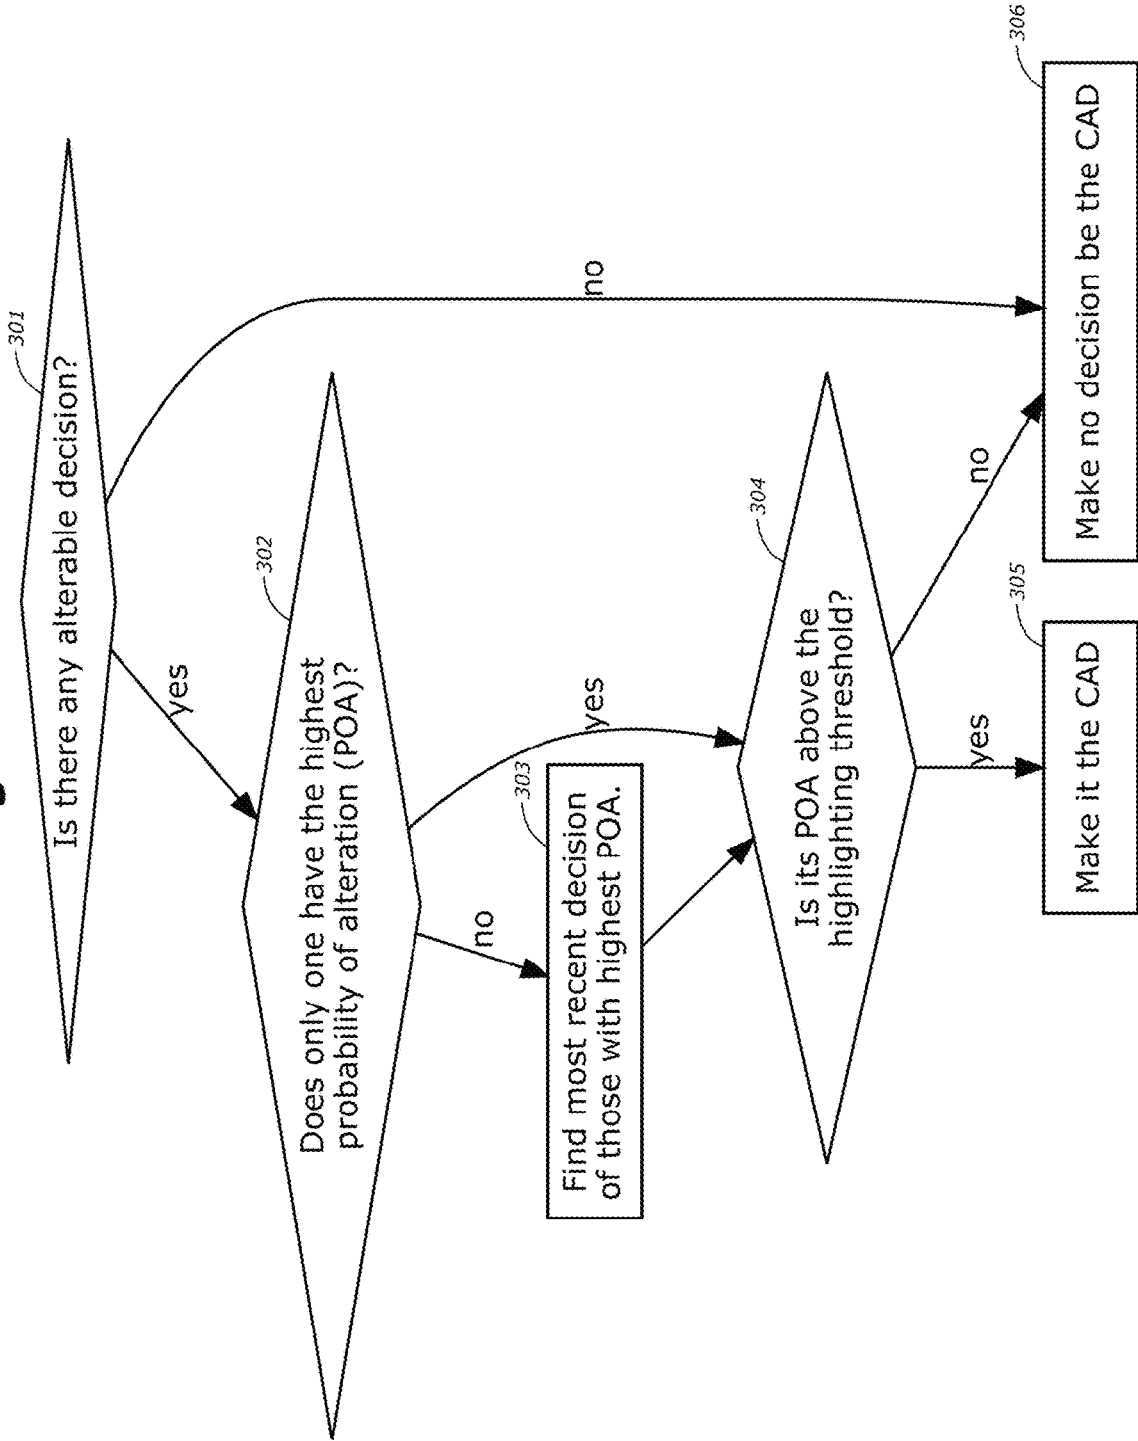 301
Is there any alterable decision?
yes
no
302
Does only one have the highest
probability of alteration (POA)?
no
yes
303
Find most recent decision
of those with highest POA.
304
Is its POA above the
highlighting threshold?
yes
no
305
Make it the CAD
306
Make no decision be the CAD